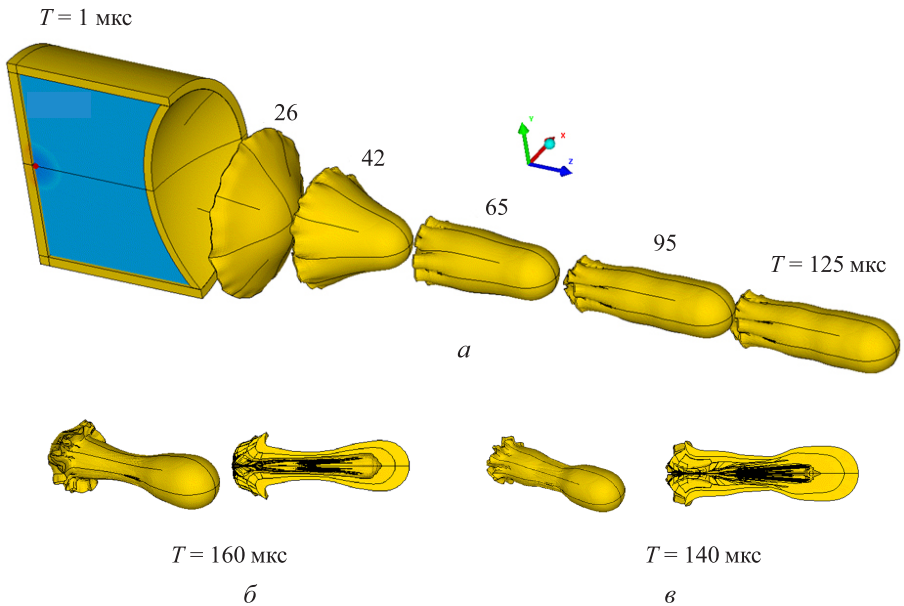 T = 1 мкс
26
42
65
95
T = 125 мкс
Y
X
Z
а
T = 160 мкс
T = 140 мкс
б
в